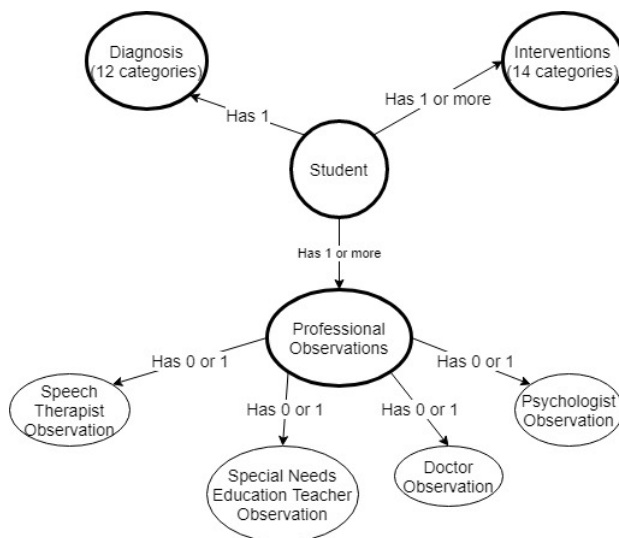 Diagnosis
(12 categories)
Interventions
(14 categories)
Has 1
Has 1 or more
Student
Has 1 or more
Professional
Observations
Has 0 or 1
Has 0 or 1
Has 0 or 1
Has 0 or 1
Speech
Therapist
Observation
Special Needs
Education Teacher
Observation
Doctor
Observation
Psychologist
Observation